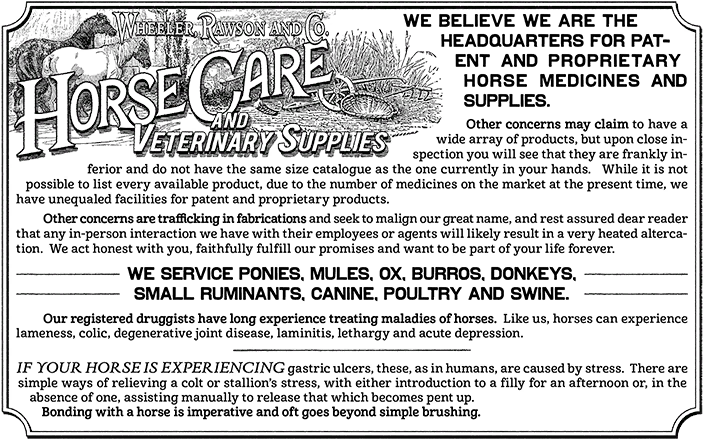 WHEELER, RAWSON AND CO.
HORSE CARE
AND
VETERINARY SUPPLIES
WE BELIEVE WE ARE THE
HEADQUARTERS FOR PAT-
ENT AND PROPRIETARY
HORSE MEDICINES AND
SUPPLIES.
Other concerns may claim to have a
wide array of products, but upon close in-
spection you will see that they are frankly in-
ferior and do not have the same size catalogue as the one currently in your hands. While it is not
possible to list every available product, due to the number of medicines on the market at the present time, we
have unequaled facilities for patent and proprietary products.
Other concerns are trafficking in fabrications and seek to malign our great name, and rest assured dear reader
that any in-person interaction we have with their employees or agents will likely result in a very heated alterca-
tion. We act honest with you, faithfully fulfill our promises and want to be part of your life forever.
WE SERVICE PONIES, MULES, OX, BURROS, DONKEYS,
SMALL RUMINANTS, CANINE, POULTRY AND SWINE.
Our registered druggists have long experience treating maladies of horses. Like us, horses can experience
lameness, colic, degenerative joint disease, laminitis, lethargy and acute depression.
IF YOUR HORSE IS EXPERIENCING gastric ulcers, these, as in humans, are caused by stress. There are
simple ways of relieving a colt or stallion's stress, with either introduction to a filly for an afternoon or, in the
absence of one, assisting manually to release that which becomes pent up.
Bonding with a horse is imperative and oft goes beyond simple brushing.